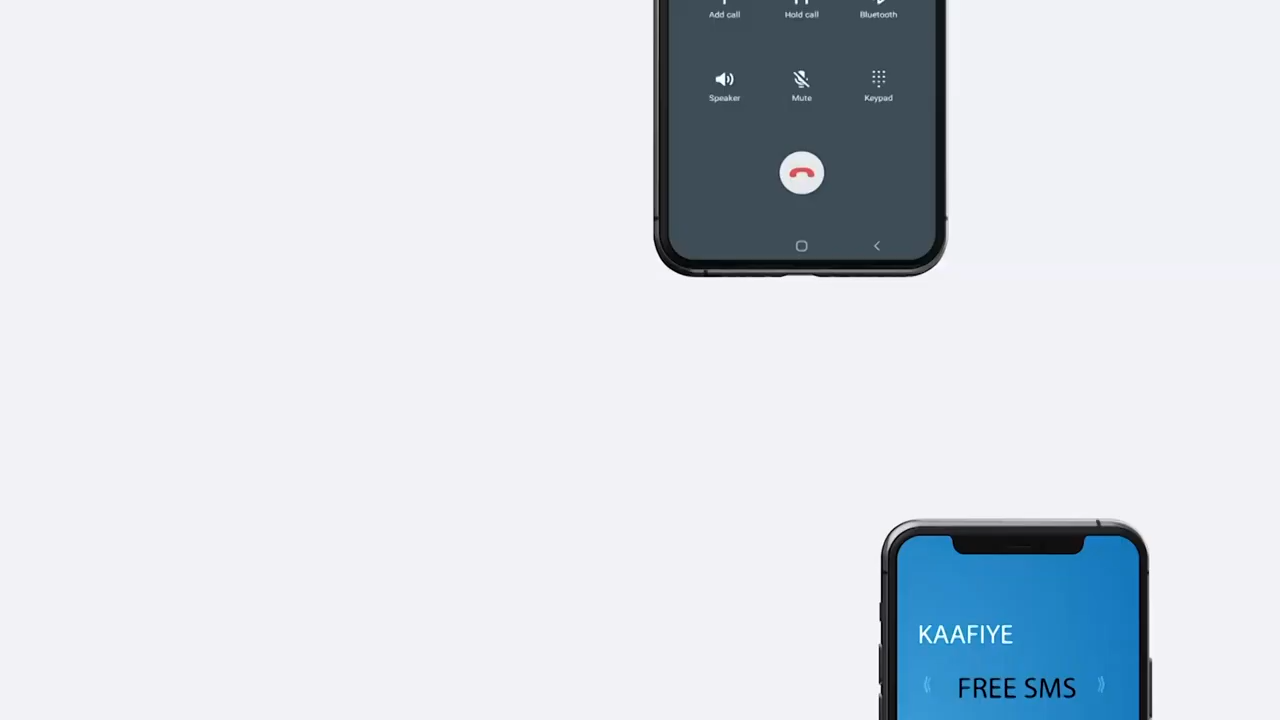 Add call Hold call Bluetooth
Speaker Mute Keypad
KAAFIYE
FREE SMS